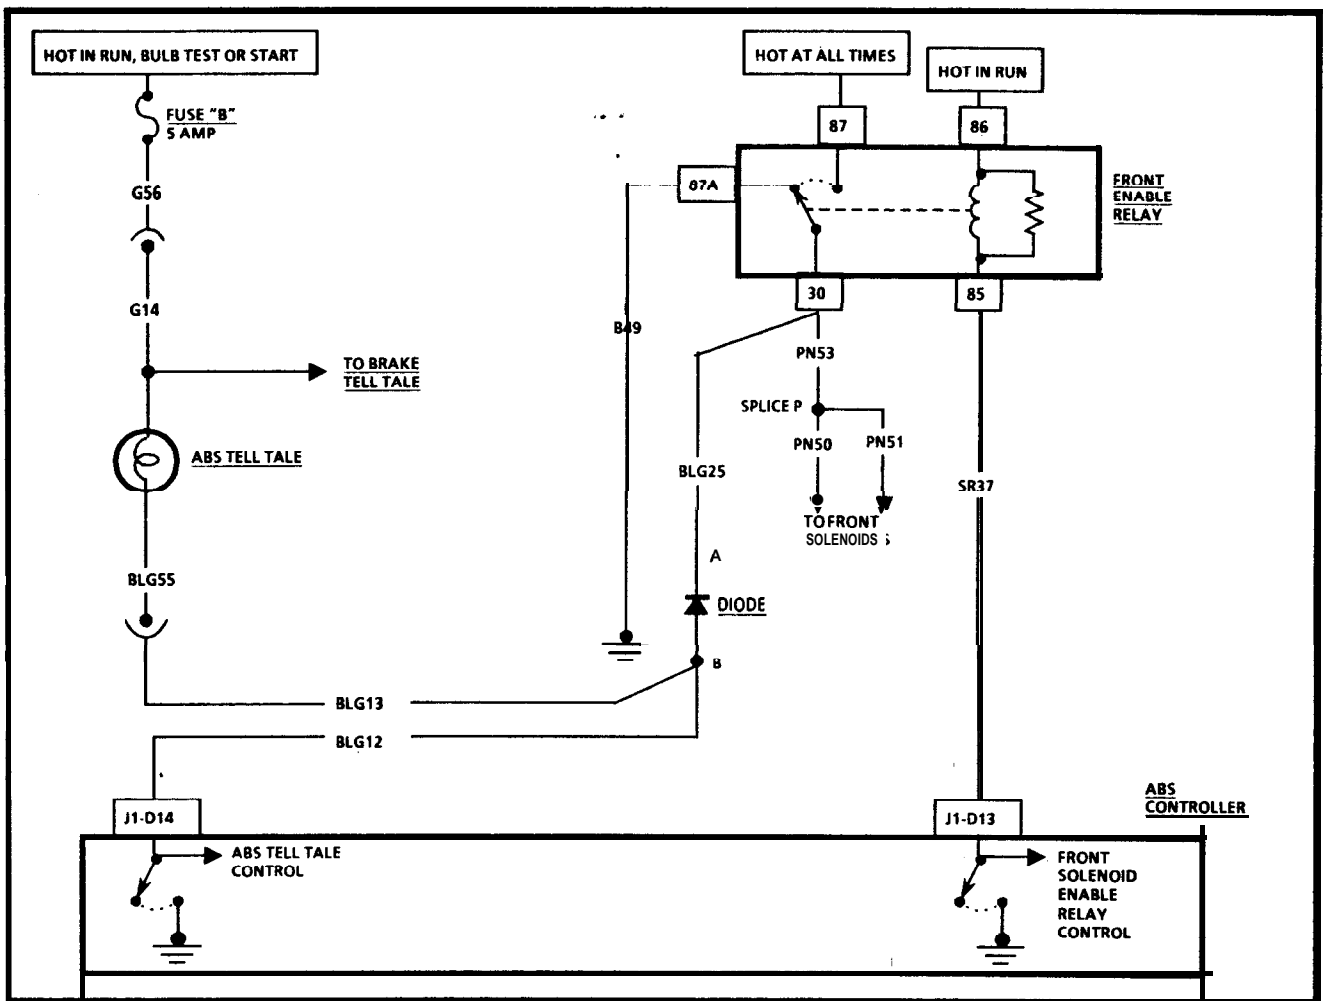 HOT IN RUN, BULB TEST OR START
HOT AT ALL TIMES
HOT IN RUN
FUSE "B"
5 AMP
87
86
87A
FRONT
ENABLE
RELAY
G56
30
85
G14
B49
PN53
TO BRAKE
TELL TALE
SPLICE P
PN50
PN51
ABS TELL TALE
BLG25
SR37
TO FRONT
SOLENOIDS
A
BLG55
DIODE
B
BLG13
BLG12
ABS
CONTROLLER
J1-D14
J1-D13
ABS TELL TALE
CONTROL
FRONT
SOLENOID
ENABLE
RELAY
CONTROL